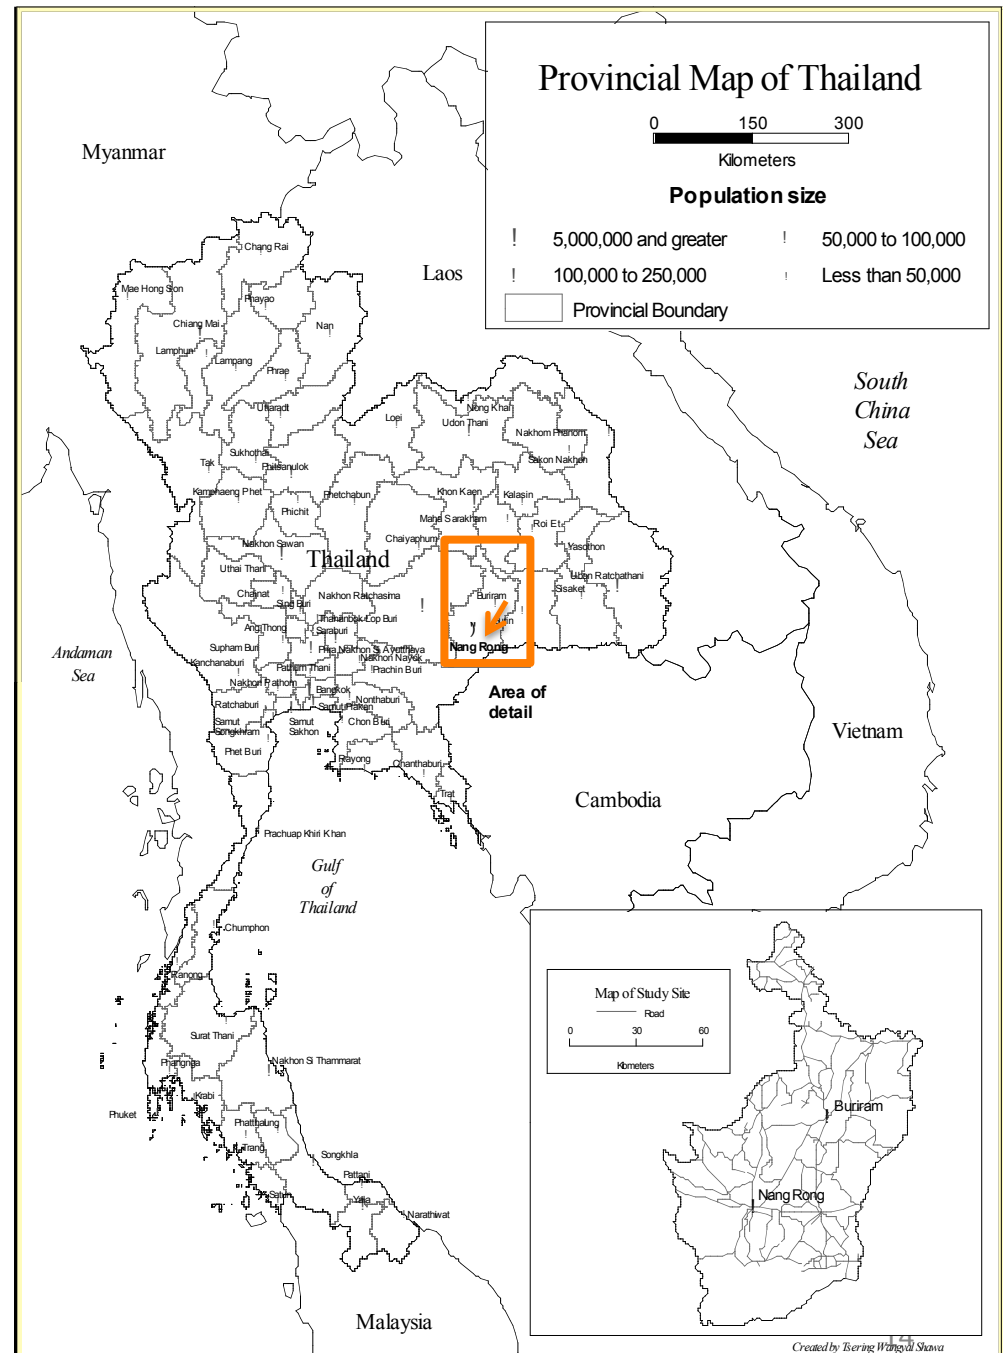 Provincial Map of Thailand
0 150 300
Kilometers
Population size
! 5,000,000 and greater
! 50,000 to 100,000
! 100,000 to 250,000
! Less than 50,000
Provincial Boundary
Myanmar
Laos
South
China
Sea
Chang Rai
Mae Hong Son
Phayao
Chiang Mai
Nan
Lamphun
Lampang
Phrae
Uttaradt
Loei
Nong Khai
Udon Thani
Nakhom Phanom
Sakon Nakhon
Sukhothai
Tak
Phitsanulok
Kamphaeng Phet
Phetchabun
Khon Kaen
Kalasin
Phichit
Maha Sarakham
Roi Et
Chaiyaphum
Nakhon Sawan
Yasothon
Thailand
Uthai Thani
Ubon Ratchathani
Sisaket
Chainat
Nakhon Ratchasima
Buriram
Sing Buri
Lop Buri
Ang Thong
Saraburi
Nang Rong
Supham Buri
Phra Nakhon Si Ayutthaya
Nakhon Nayok
Kanchanaburi
Pathum Thani
Prachin Buri
Nakhon Pathom
Bangkok
Nonthaburi
Ratchaburi
Samut Prakan
Samut
Songkhram
Samut
Sakhon
Chon Buri
Phet Buri
Rayong
Chanthaburi
Trat
Area of
detail
Andaman
Sea
Vietnam
Cambodia
Prachuap Khiri Khan
Gulf
of
Thailand
Chumphon
Ranong
Surat Thani
Phangnga
Nakhon Si Thammarat
Krabi
Phuket
Phatthalung
Trang
Songkhla
Pattani
Satun
Yala
Narathiwat
Malaysia
Map of Study Site
Road
0 30 60
Kilometers
Buriram
Nang Rong
14
Created by Tsering Wangyal Shawa